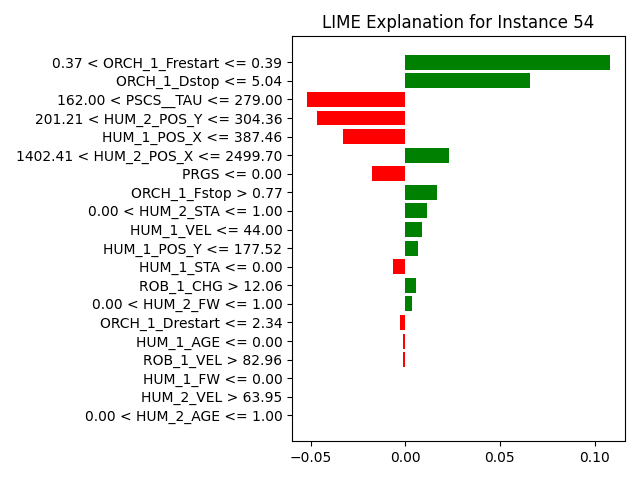 LIME Explanation for Instance 54
0.37 < ORCH_1_Frestart <= 0.39
ORCH_1_Dstop <= 5.04
162.00 < PSCS__TAU <= 279.00
201.21 < HUM_2_POS_Y <= 304.36
HUM_1_POS_X <= 387.46
1402.41 < HUM_2_POS_X <= 2499.70
PRGS <= 0.00
ORCH_1_Fstop > 0.77
0.00 < HUM_2_STA <= 1.00
HUM_1_VEL <= 44.00
HUM_1_POS_Y <= 177.52
HUM_1_STA <= 0.00
ROB_1_CHG > 12.06
0.00 < HUM_2_FW <= 1.00
ORCH_1_Drestart <= 2.34
HUM_1_AGE <= 0.00
ROB_1_VEL > 82.96
HUM_1_FW <= 0.00
HUM_2_VEL > 63.95
0.00 < HUM_2_AGE <= 1.00
−0.05 0.00 0.05 0.10